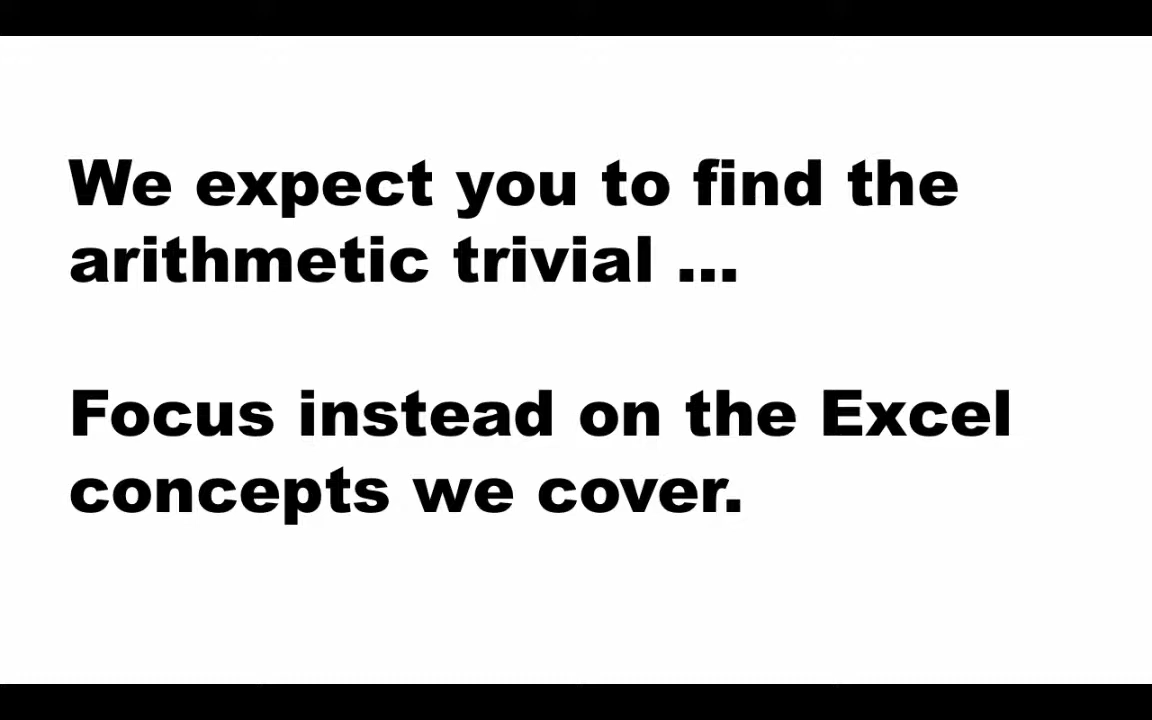 We expect you to find the
arithmetic trivial ...
Focus instead on the Excel
concepts we cover.